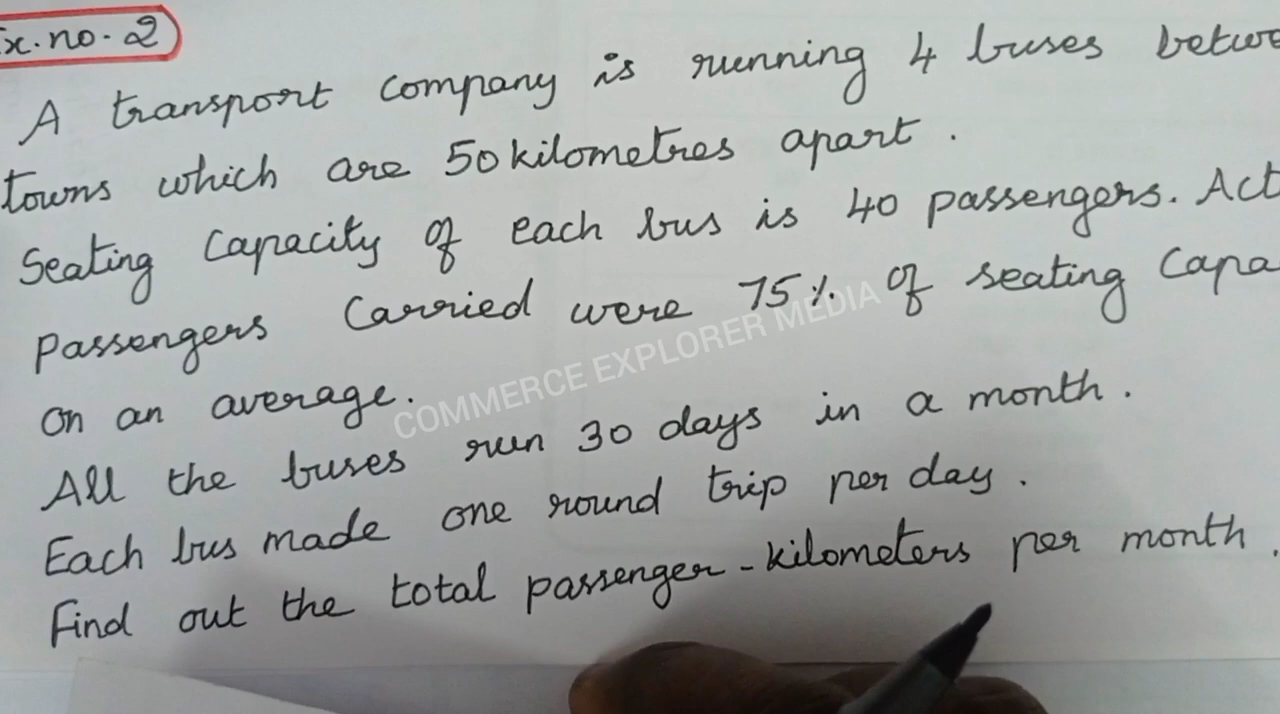 Ex.no.2
A transport company is running 4 buses betwe
towns which are 50 kilometres apart.
Seating Capacity of each bus is 40 passengers. Act
Passengers Carried were 75% of seating Capa
on an average.
COMMERCE EXPLORER MEDIA
All the buses run 30 days in a month.
Each bus made one round trip per day.
Find out the total passenger-kilometers per month.